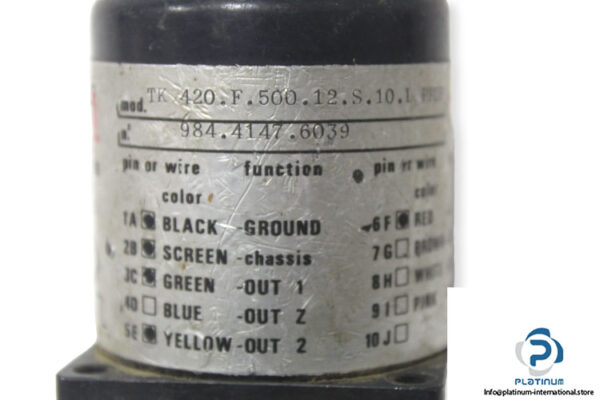 mod. TK 420.F.500.12.S.10.L
n° 984.4147.6039
pin or wire function pin or wire
color color
1A BLACK -GROUND 6F RED
2B SCREEN -chassis 7G BROWN
3C GREEN -OUT 1 8H WHITE
4D BLUE -OUT Z 9I PINK
5E YELLOW -OUT 2 10J
PLATINUM
Info@platinum-international.store